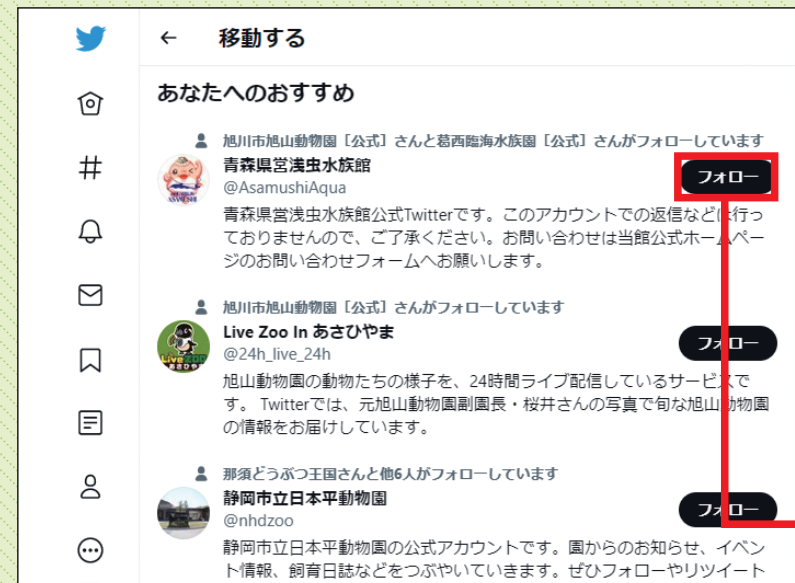 移動する
あなたへのおすすめ
旭川市旭山動物園［公式］さんと葛西臨海水族園［公式］さんがフォローしています
青森県営浅虫水族館
フォロー
@AsamushiAqua
青森県営浅虫水族館公式Twitterです。このアカウントでの返信などは行っ
ておりませんので、ご了承ください。お問い合わせは当館公式ホームペー
ジのお問い合わせフォームへお願いします。
旭川市旭山動物園［公式］さんがフォローしています
Live Zoo In あさひやま
フォロー
@24h_live_24h
旭山動物園の動物たちの様子を、24時間ライブ配信しているサービスで
す。 Twitterでは、元旭山動物園副園長・桜井さんの写真で旬な旭山動物園
の情報をお届けしています。
那須どうぶつ王国さんと他6人がフォローしています
静岡市立日本平動物園
フォロー
@nhdzoo
静岡市立日本平動物園の公式アカウントです。園からのお知らせ、イベン
ト情報、飼育日誌などをつぶやいていきます。ぜひフォローやリツイート